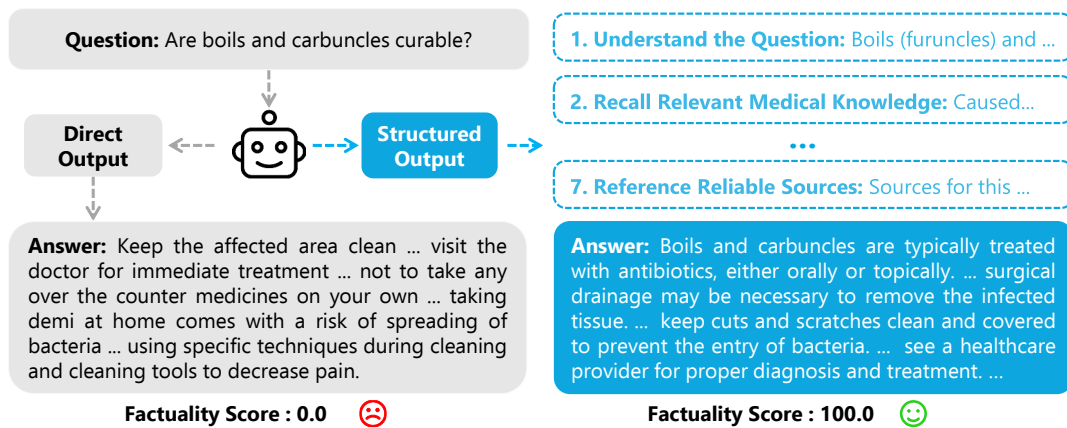 Question: Are boils and carbuncles curable?
Direct
Output
Structured
Output
1. Understand the Question: Boils (furuncles) and ...
2. Recall Relevant Medical Knowledge: Caused...
...
7. Reference Reliable Sources: Sources for this ...
Answer: Keep the affected area clean ... visit the
doctor for immediate treatment ... not to take any
over the counter medicines on your own ... taking
demi at home comes with a risk of spreading of
bacteria ... using specific techniques during cleaning
and cleaning tools to decrease pain.
Factuality Score : 0.0
Answer: Boils and carbuncles are typically treated
with antibiotics, either orally or topically. ... surgical
drainage may be necessary to remove the infected
tissue. ... keep cuts and scratches clean and covered
to prevent the entry of bacteria. ... see a healthcare
provider for proper diagnosis and treatment. ...
Factuality Score : 100.0